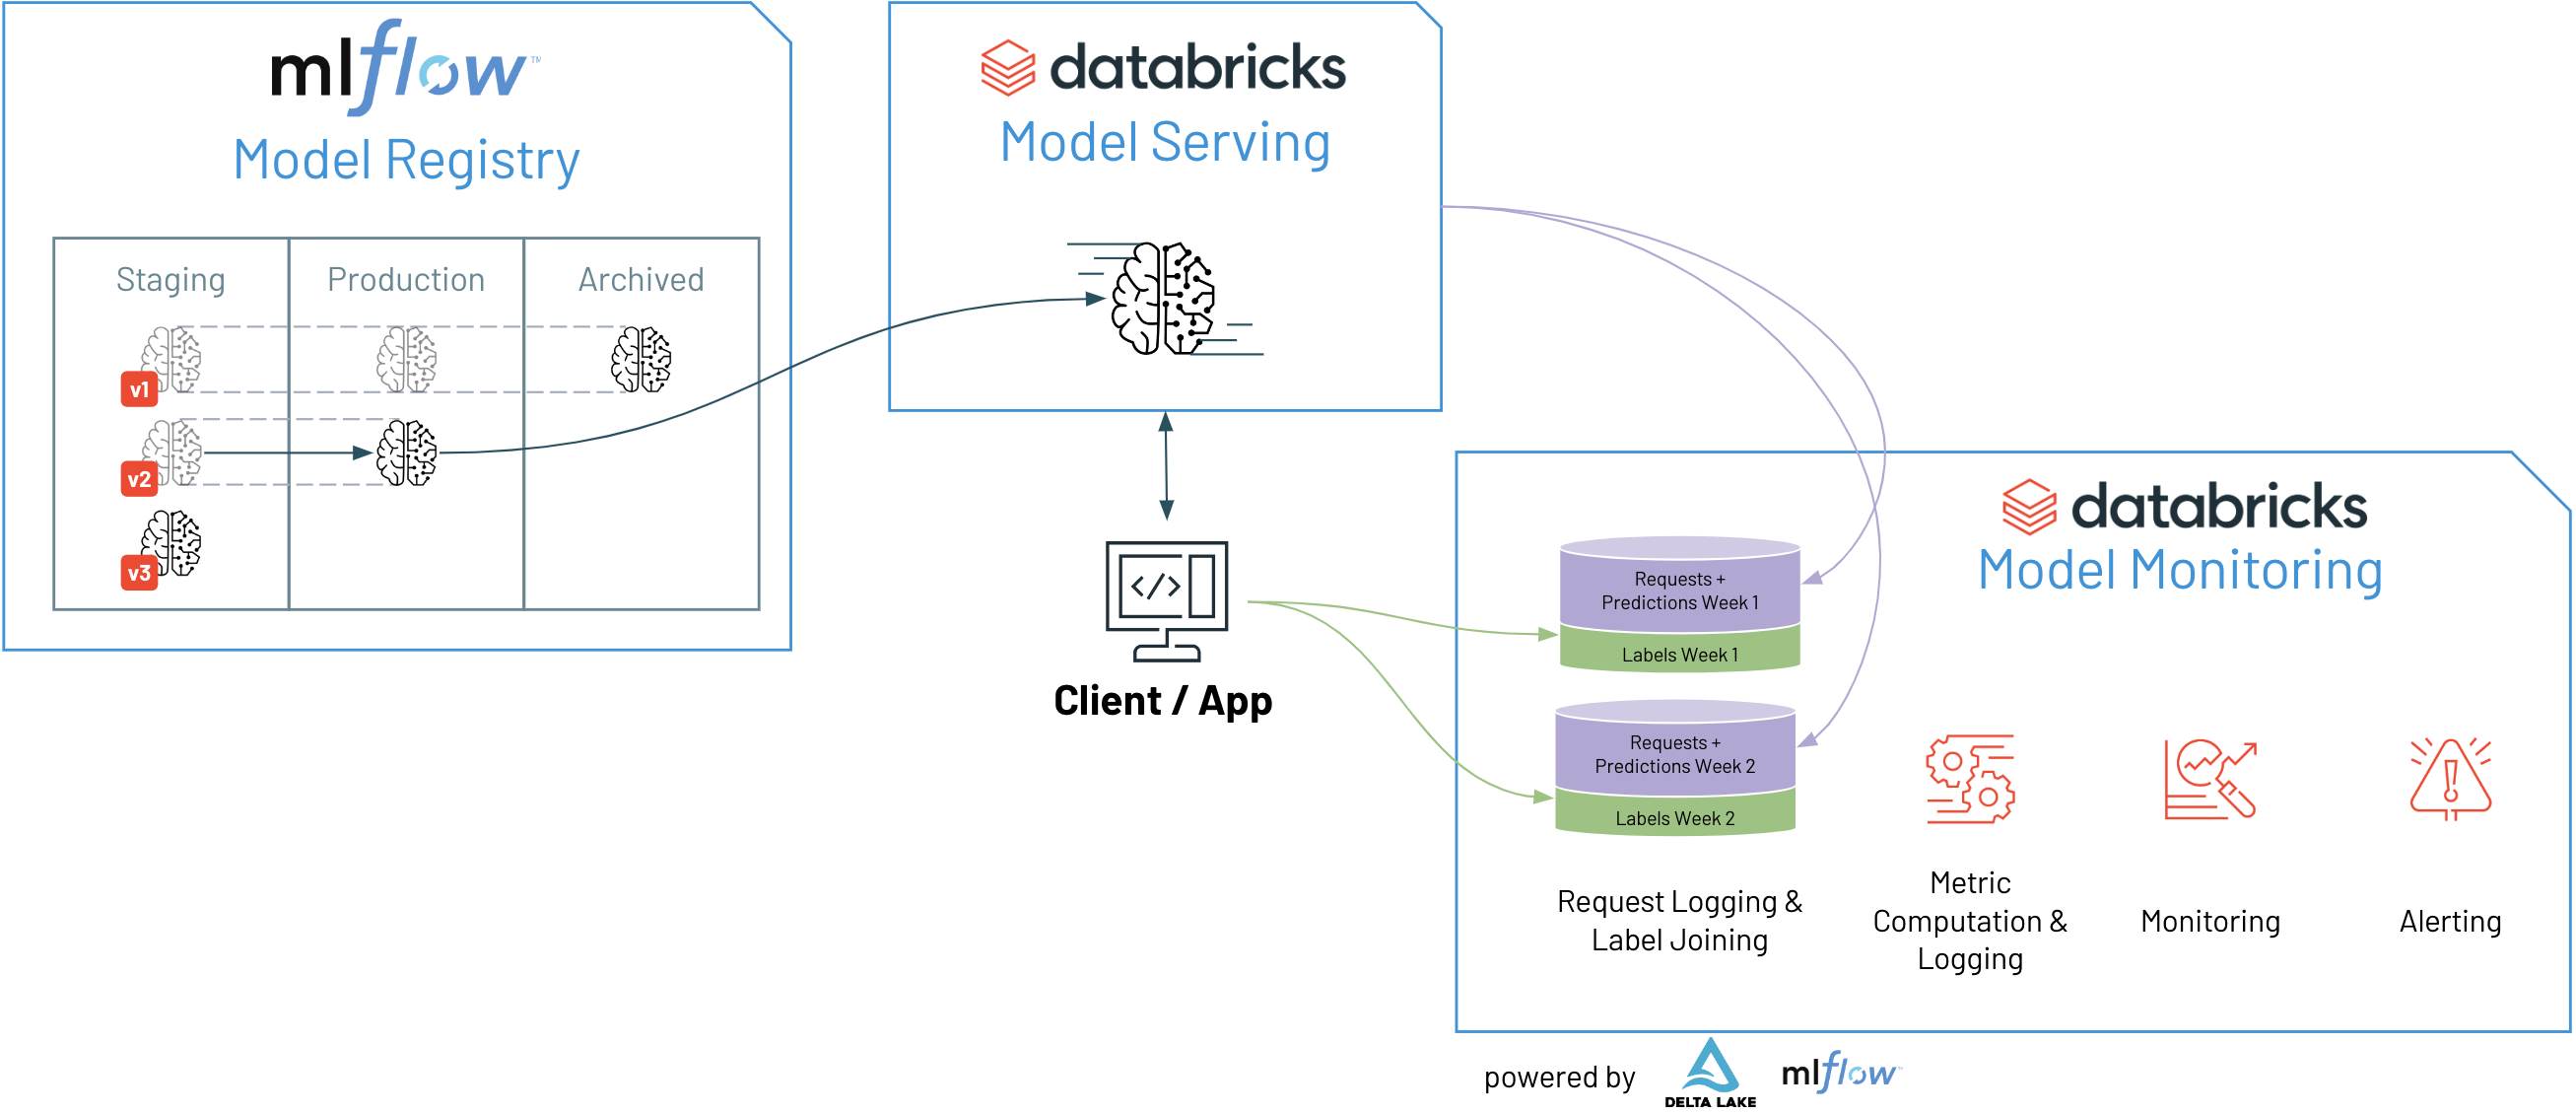 mlflow™
Model Registry
Staging
Production
Archived
v1
v2
v3
databricks
Model Serving
Client / App
databricks
Model Monitoring
Requests +
Predictions Week 1
Labels Week 1
Requests +
Predictions Week 2
Labels Week 2
Request Logging &
Label Joining
Metric
Computation &
Logging
Monitoring
Alerting
powered by
DELTA LAKE
mlflow